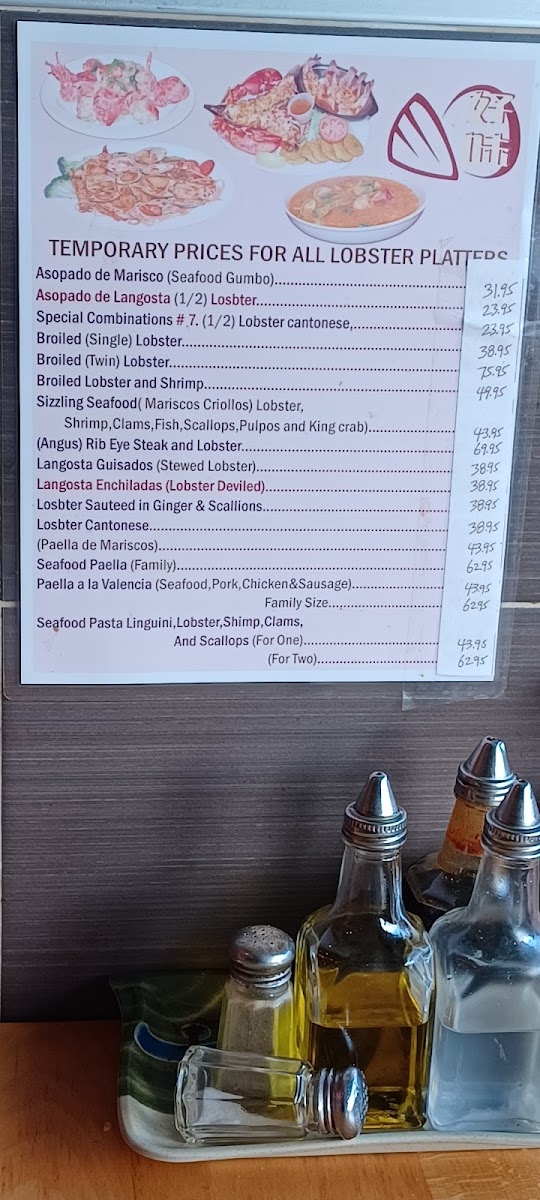 TEMPORARY PRICES FOR ALL LOBSTER PLATTERS
Asopado de Marisco (Seafood Gumbo)..........31.95
Asopado de Langosta (1/2) Losbter..........23.95
Special Combinations # 7. (1/2) Lobster cantonese,..........23.95
Broiled (Single) Lobster..........38.95
Broiled (Twin) Lobster..........75.95
Broiled Lobster and Shrimp..........49.95
Sizzling Seafood( Mariscos Criollos) Lobster,
Shrimp,Clams,Fish,Scallops,Pulpos and King crab)..........43.95
(Angus) Rib Eye Steak and Lobster..........69.95
Langosta Guisados (Stewed Lobster)..........38.95
Langosta Enchiladas (Lobster Deviled)..........38.95
Losbter Sauteed in Ginger & Scallions..........38.95
Losbter Cantonese..........38.95
(Paella de Mariscos)..........43.95
Seafood Paella (Family)..........62.95
Paella a la Valencia (Seafood,Pork,Chicken&Sausage)..........43.95
Family Size..........62.95
Seafood Pasta Linguini,Lobster,Shimp,Clams,
And Scallops (For One)..........43.95
(For Two)..........62.95